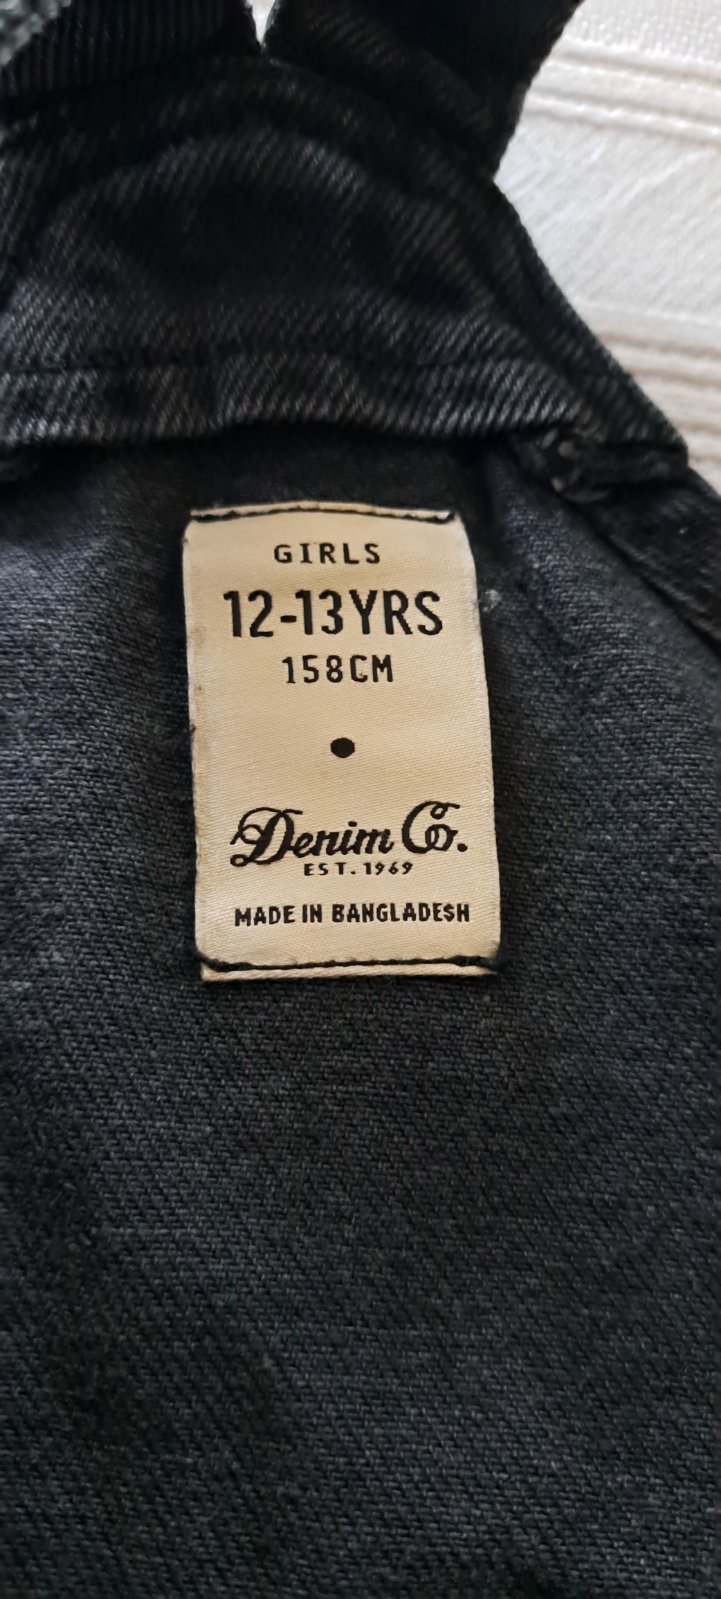 GIRLS
12-13YRS
158CM
Denim Co.
EST. 1969
MADE IN BANGLADESH